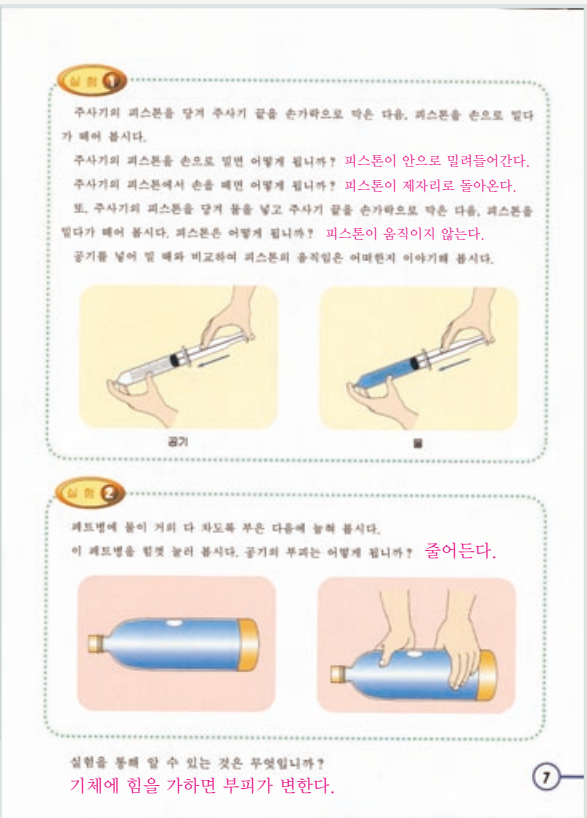 실험 1
주사기의 피스톤을 당겨 주사기 끝을 손가락으로 막은 다음, 피스톤을 손으로 밀다
가 떼어 봅시다.
주사기의 피스톤을 손으로 밀면 어떻게 됩니까? 피스톤이 안으로 밀려들어간다.
주사기의 피스톤에서 손을 떼면 어떻게 됩니까? 피스톤이 제자리로 돌아온다.
또, 주사기의 피스톤을 당겨 물을 넣고 주사기 끝을 손가락으로 막은 다음, 피스톤을
밀다가 떼어 봅시다. 피스톤은 어떻게 됩니까? 피스톤이 움직이지 않는다.
공기를 넣어 밀 때와 비교하여 피스톤의 움직임은 어떠한지 이야기해 봅시다.
공기 물
실험 2
페트병에 물이 거의 다 차도록 부은 다음에 눕혀 봅시다.
이 페트병을 힘껏 눌러 봅시다. 공기의 부피는 어떻게 됩니까? 줄어든다.
실험을 통해 알 수 있는 것은 무엇입니까?
기체에 힘을 가하면 부피가 변한다.
7